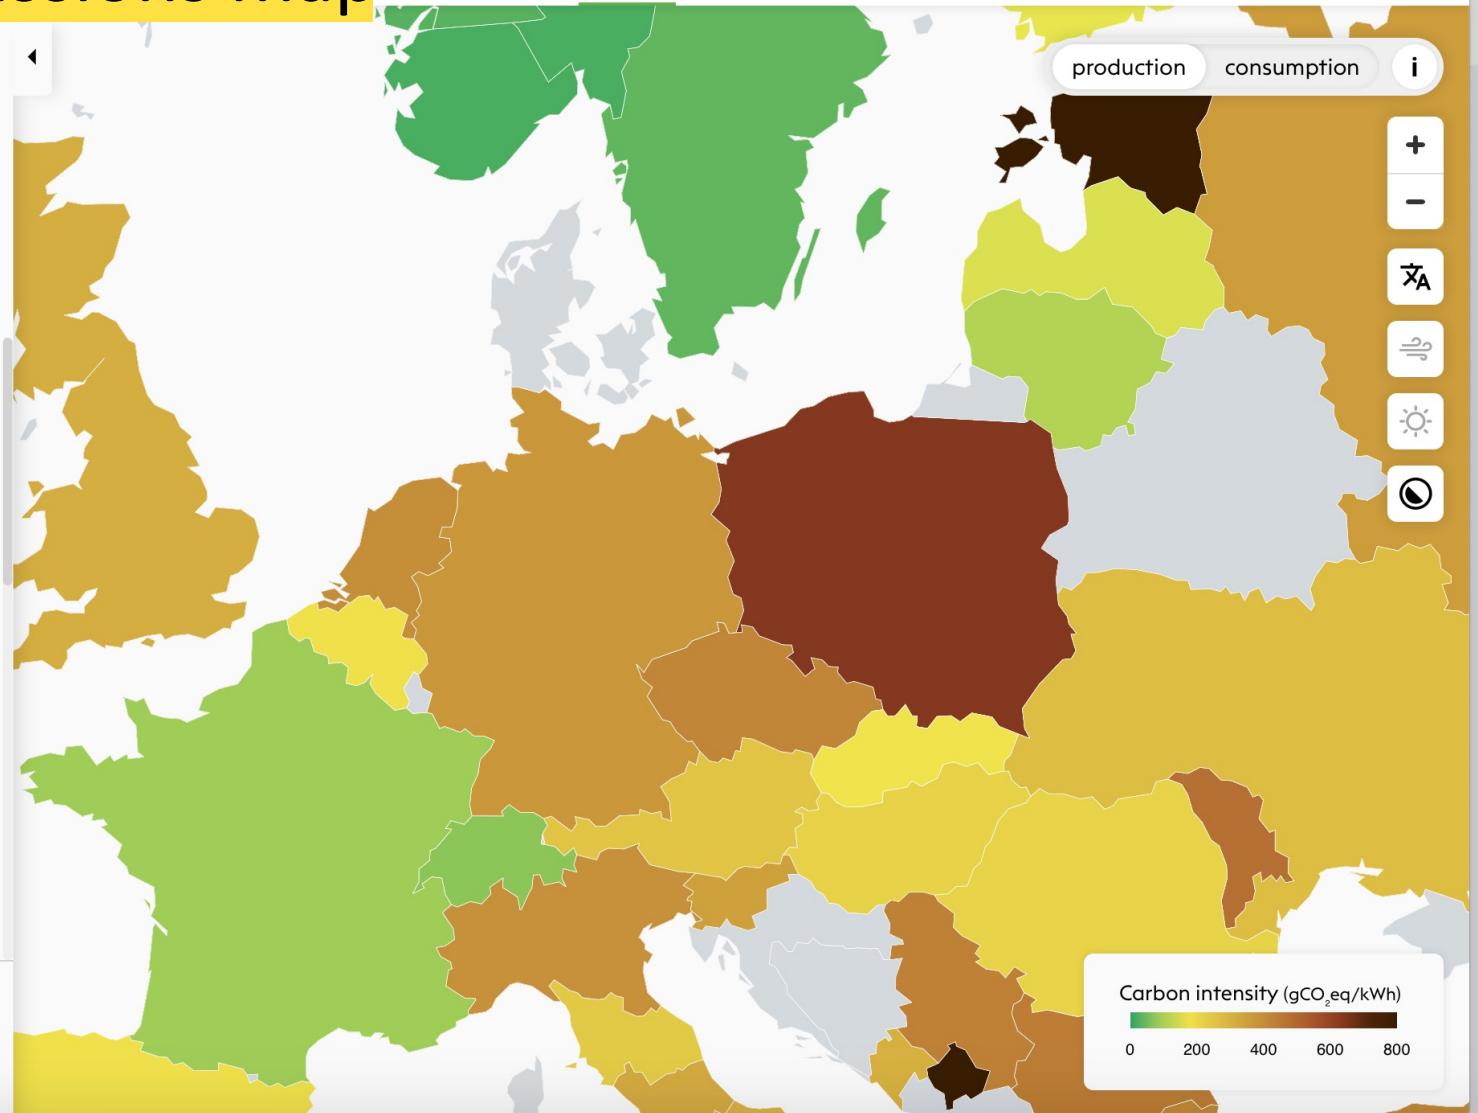 production
consumption
i
+
−
Carbon intensity (gCO₂eq/kWh)
0 200 400 600 800